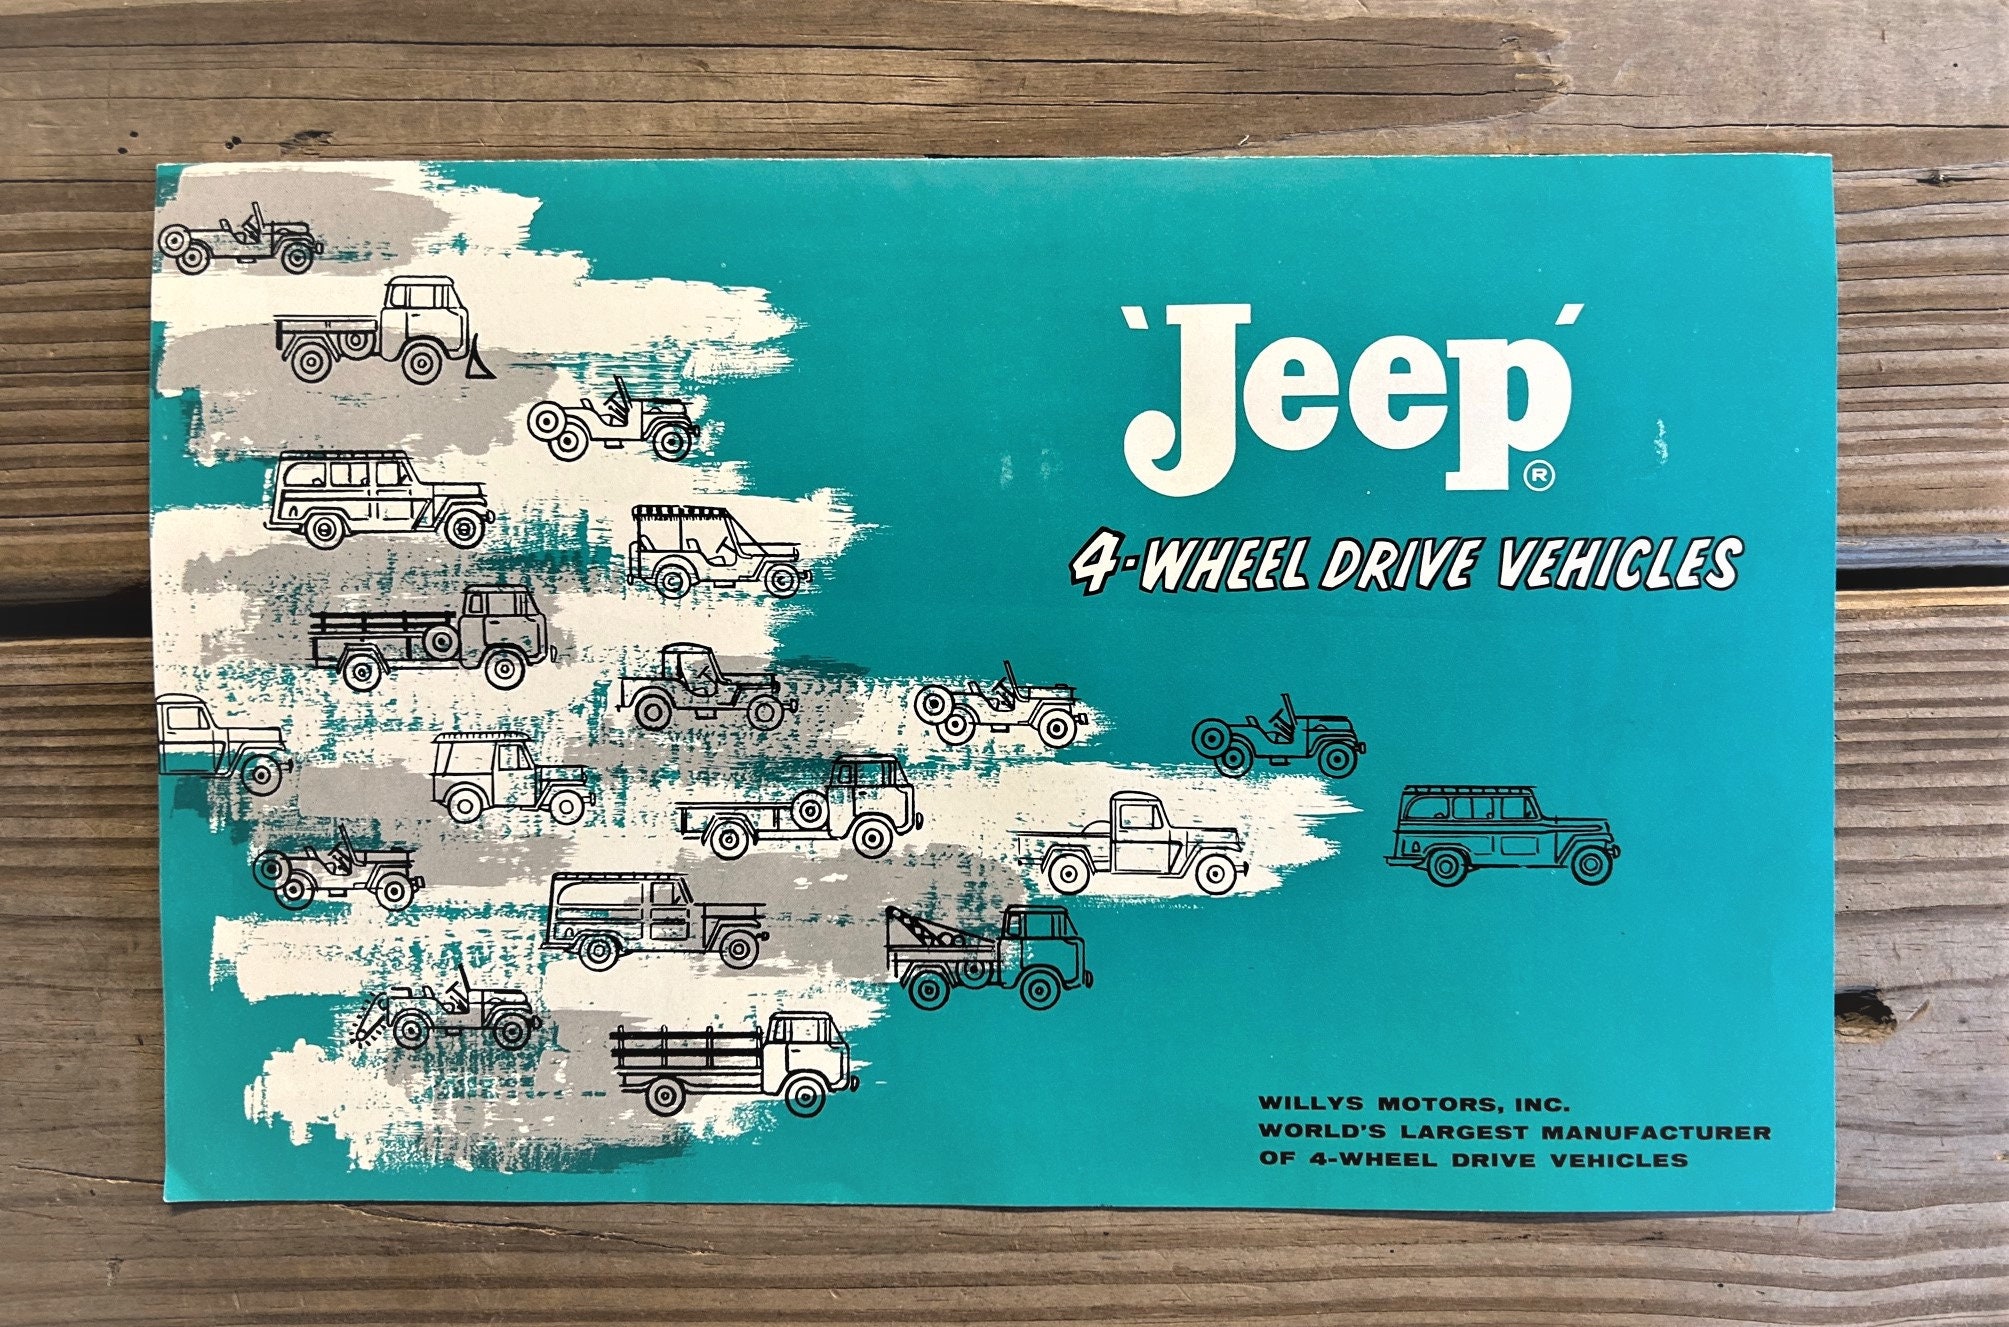 'Jeep'®
4-WHEEL DRIVE VEHICLES
WILLYS MOTORS, INC.
WORLD'S LARGEST MANUFACTURER
OF 4-WHEEL DRIVE VEHICLES